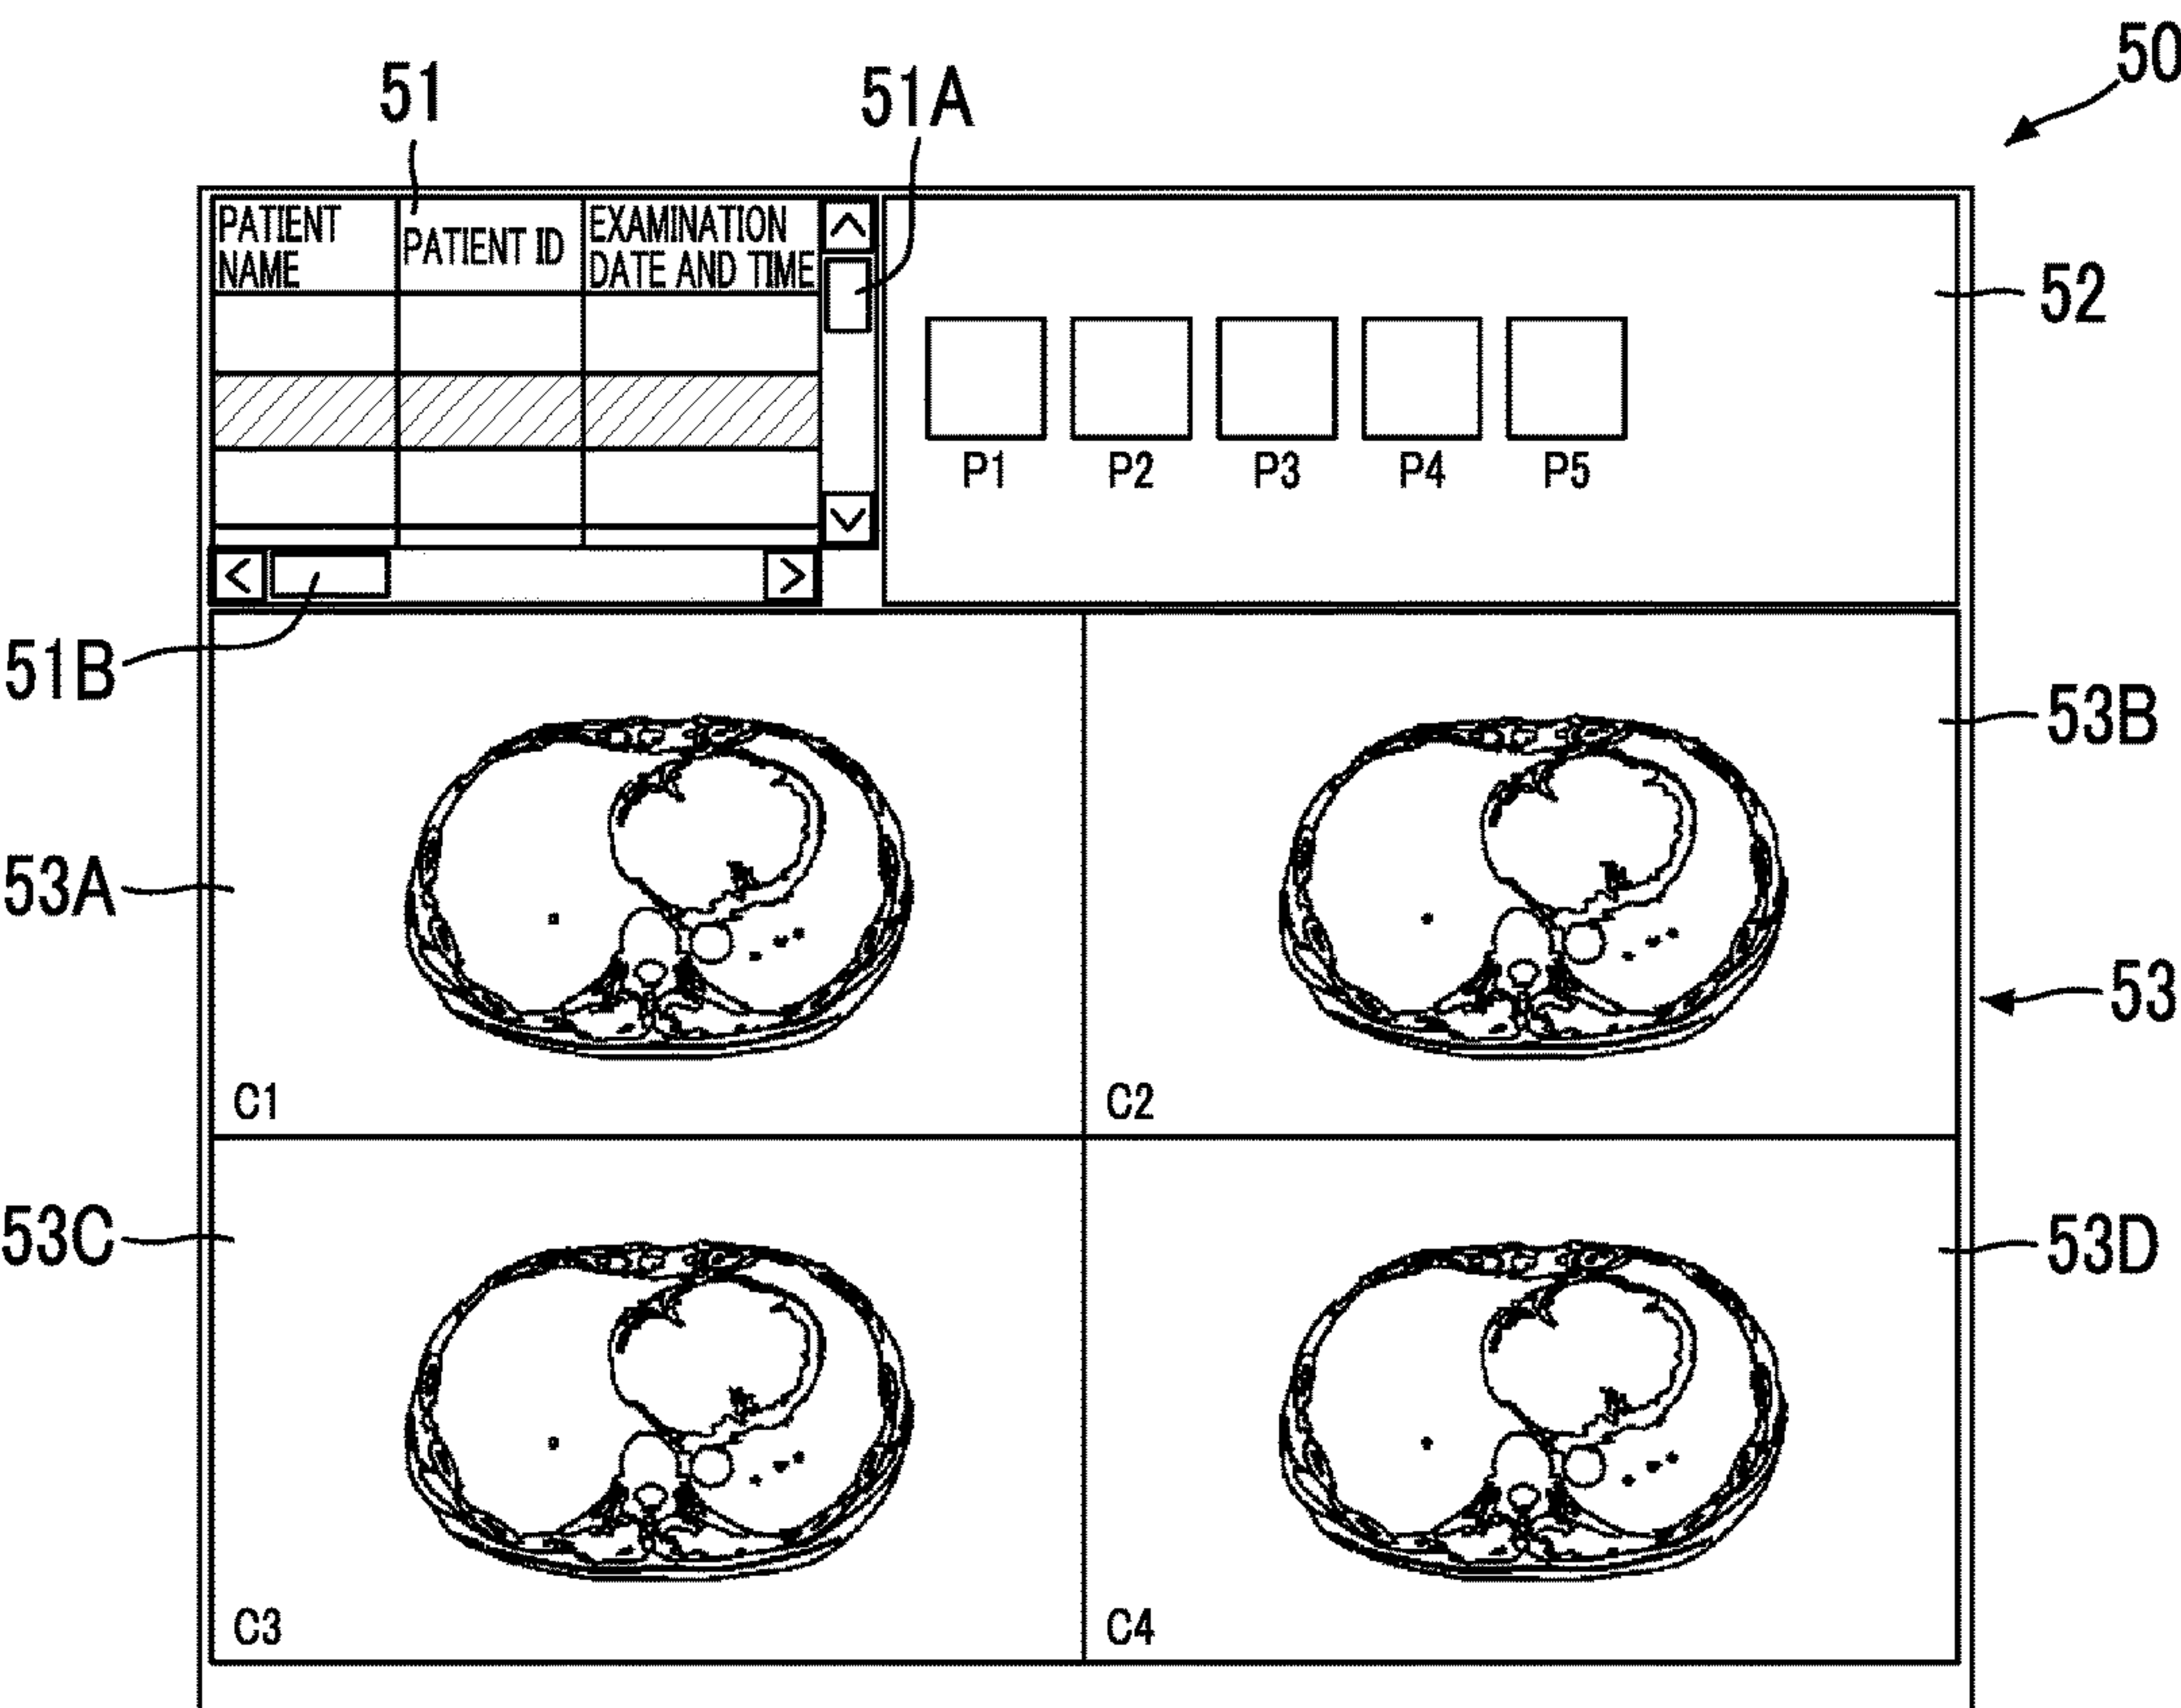 50
51
51A
PATIENT
NAME
PATIENT ID
EXAMINATION
DATE AND TIME
52
P1 P2 P3 P4 P5
51B
53B
53A
53
C1
C2
53C
53D
C3
C4